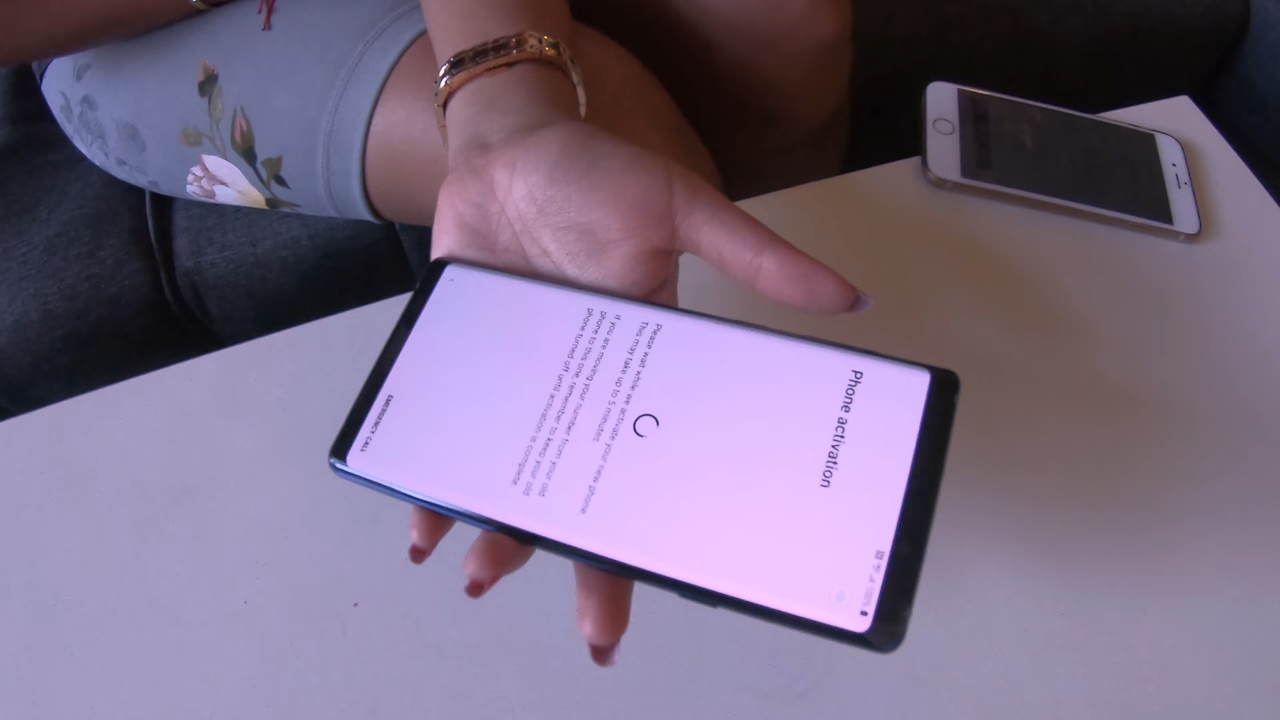 100%
Phone activation
Please wait while we activate your new phone.
This may take up to 5 minutes.
If you are moving your number from your old
phone to this one, remember to keep your old
phone turned off until activation is complete.
EMERGENCY CALL